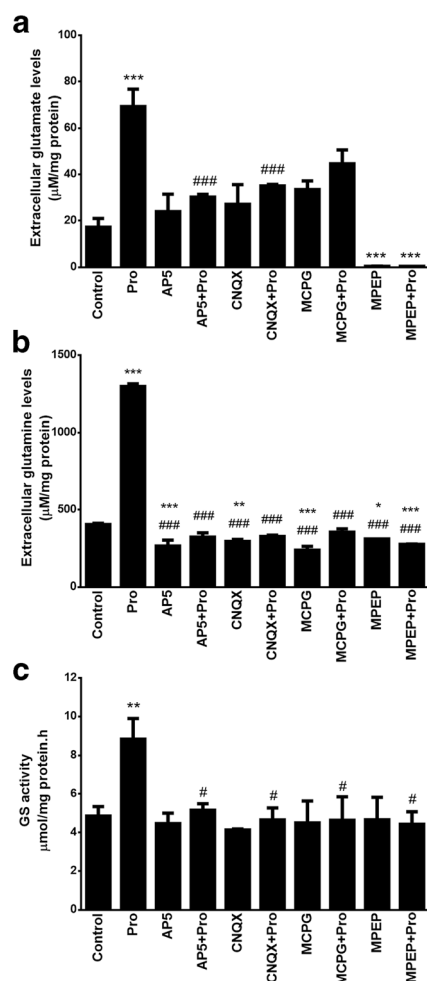 a
Extracellular glutamate levels
(µM/mg protein)
100
80
60
40
20
0
***
###
###
***
***
Control
Pro
AP5
AP5+Pro
CNQX
CNQX+Pro
MCPG
MCPG+Pro
MPEP
MPEP+Pro
b
Extracellular glutamine levels
(µM/mg protein)
1500
1000
500
0
***
***
###
###
**
###
###
***
###
###
*
###
***
###
Control
Pro
AP5
AP5+Pro
CNQX
CNQX+Pro
MCPG
MCPG+Pro
MPEP
MPEP+Pro
c
GS activity
µmol/mg protein.h
12
10
8
6
4
2
0
**
#
#
#
#
Control
Pro
AP5
AP5+Pro
CNQX
CNQX+Pro
MCPG
MCPG+Pro
MPEP
MPEP+Pro